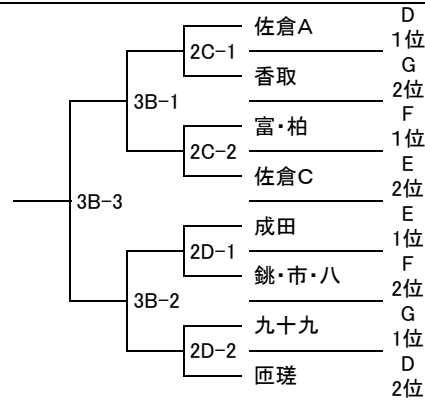 佐倉A D
1位
2C-1
香取 G
2位
3B-1
富・柏 F
1位
2C-2
佐倉C E
2位
3B-3
成田 E
1位
2D-1
銚・市・八 F
2位
3B-2
九十九 G
1位
2D-2
匝瑳 D
2位